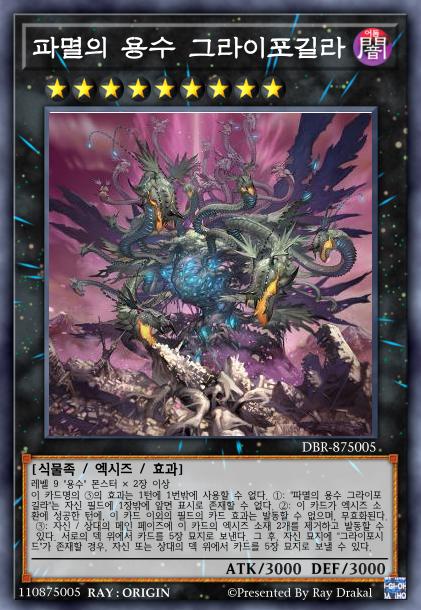 파멸의 용수 그라이포길라
어둠
闇
DBR-875005
[식물족 / 엑시즈 / 효과]
레벨 9 "용수" 몬스터 × 2장 이상
이 카드명의 ③의 효과는 1턴에 1번밖에 사용할 수 없다. ①: "파멸의 용수 그라이포
길라"는 자신 필드에 1장밖에 앞면 표시로 존재할 수 없다. ②: 이 카드가 엑시즈 소
환에 성공한 턴에, 이 카드 이외의 필드의 카드 효과는 발동할 수 없으며, 무효화된다.
③: 자신 / 상대의 메인 페이즈에 이 카드의 엑시즈 소재 2개를 제거하고 발동할 수
있다. 서로의 덱 위에서 카드를 5장 묘지로 보낸다. 그 후, 자신 묘지에 "그라이포시
드"가 존재할 경우, 자신 또는 상대의 덱 위에서 카드를 5장 묘지로 보낼 수 있다.
ATK/3000 DEF/3000
110875005 RAY : ORIGIN
©Presented By Ray Drakal